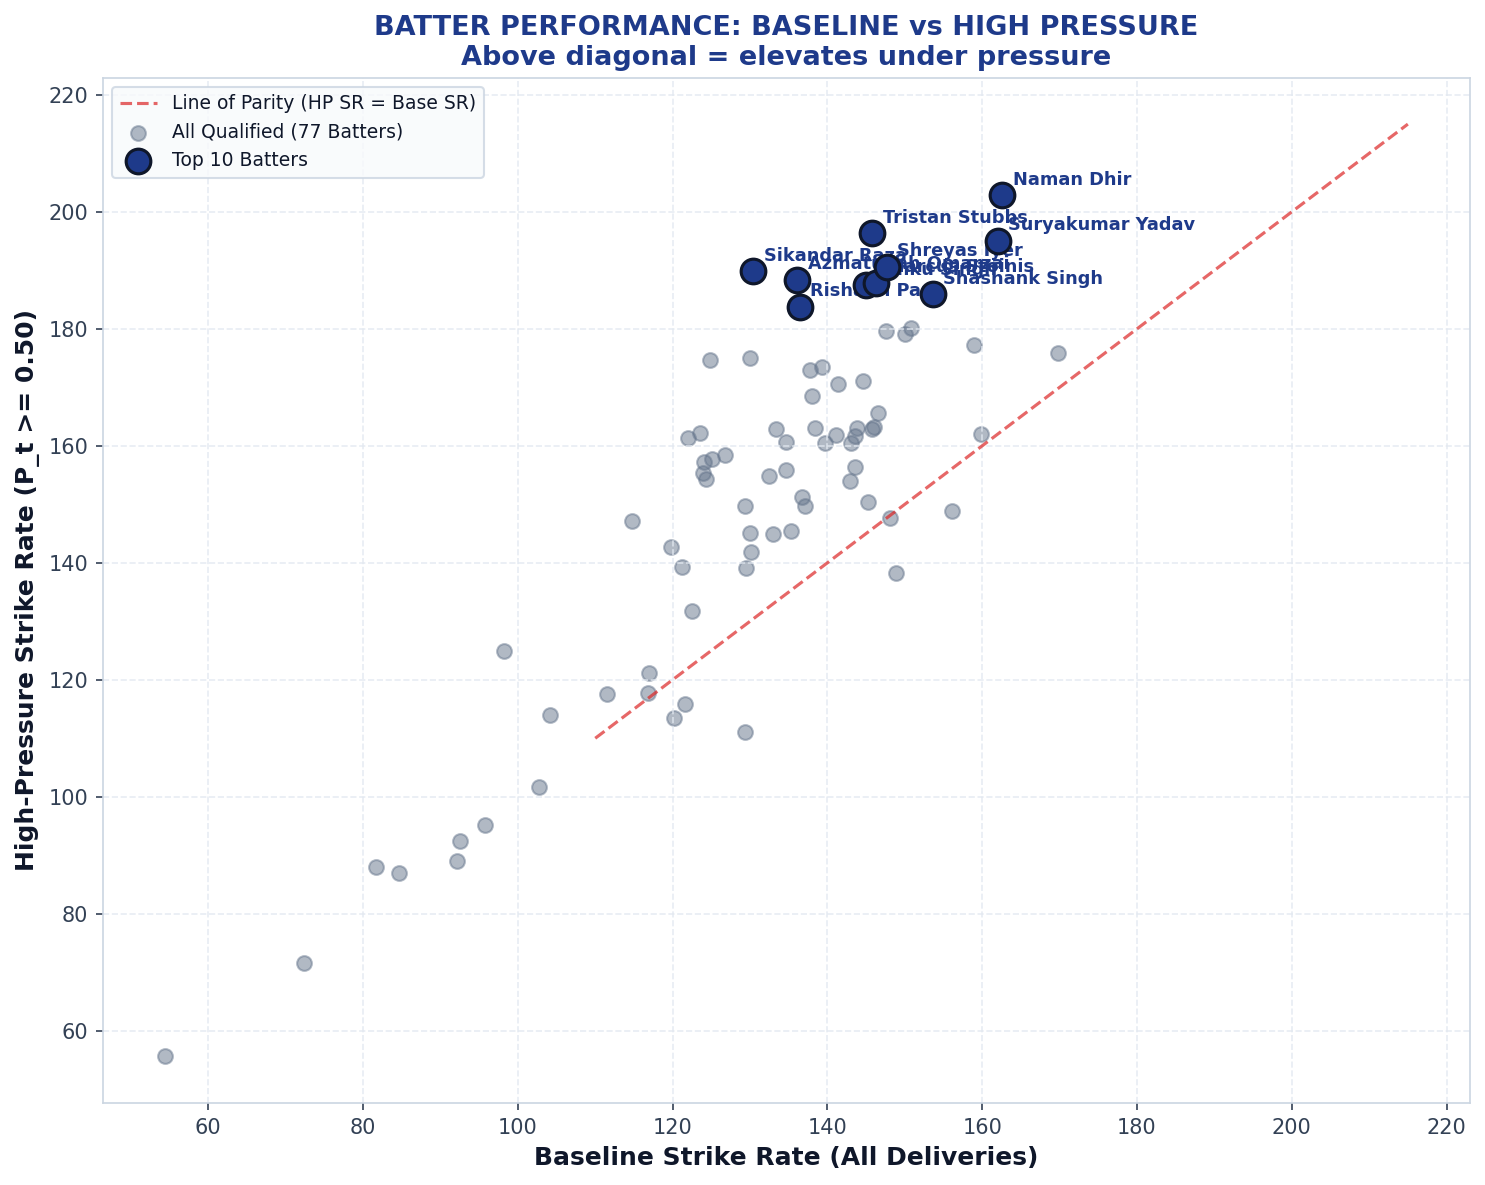 BATTER PERFORMANCE: BASELINE vs HIGH PRESSURE
Above diagonal = elevates under pressure
High-Pressure Strike Rate (P_t >= 0.50)
220
200
180
160
140
120
100
80
60
Line of Parity (HP SR = Base SR)
All Qualified (77 Batters)
Top 10 Batters
Naman Dhir
Tristan Stubbs
Suryakumar Yadav
Shreyas Iyer
Sikandar Raza
Shashank Singh
60
80
100
120
140
160
180
200
220
Baseline Strike Rate (All Deliveries)